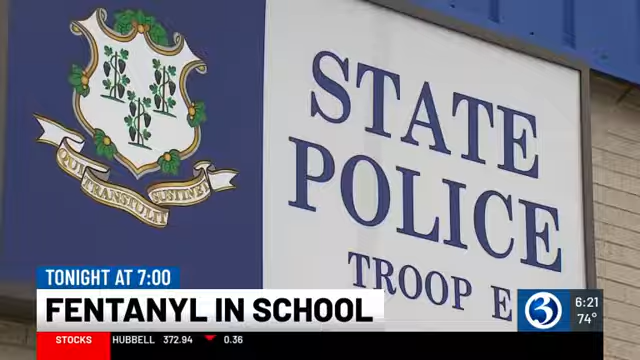 STATE
POLICE
TROOP E
QUI TRANSTULIT SUSTINET
TONIGHT AT 7:00
FENTANYL IN SCHOOL
3
6:21
74°
STOCKS
HUBBELL 372.94 0.36